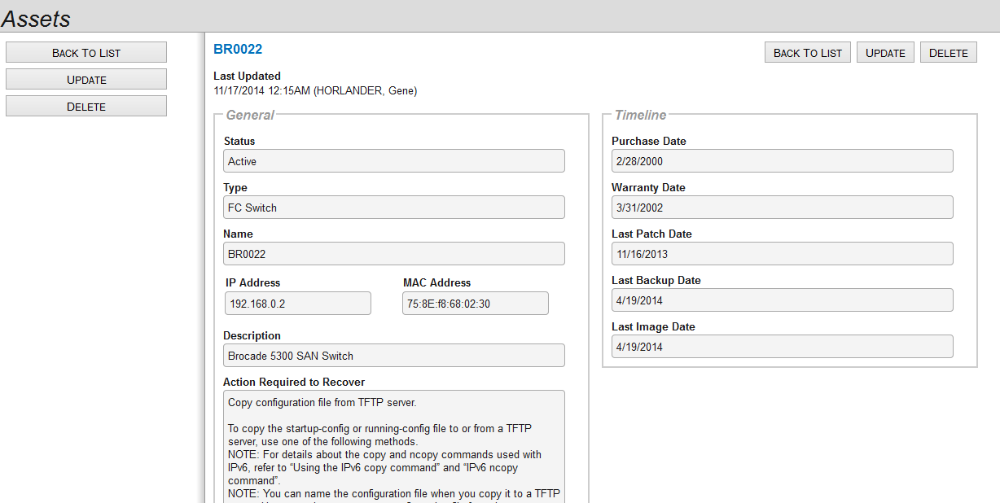 Assets
BACK TO LIST
UPDATE
DELETE
BR0022
BACK TO LIST
UPDATE
DELETE
Last Updated
11/17/2014 12:15AM (HORLANDER, Gene)
General
Status
Active
Type
FC Switch
Name
BR0022
IP Address
MAC Address
192.168.0.2
75:8E:f8:68:02:30
Description
Brocade 5300 SAN Switch
Action Required to Recover
Copy configuration file from TFTP server.
To copy the startup-config or running-config file to or from a TFTP
server, use one of the following methods.
NOTE: For details about the copy and ncopy commands used with
IPv6, refer to “Using the IPv6 copy command” and “IPv6 ncopy
command”.
NOTE: You can name the configuration file when you copy it to a TFTP
Timeline
Purchase Date
2/28/2000
Warranty Date
3/31/2002
Last Patch Date
11/16/2013
Last Backup Date
4/19/2014
Last Image Date
4/19/2014